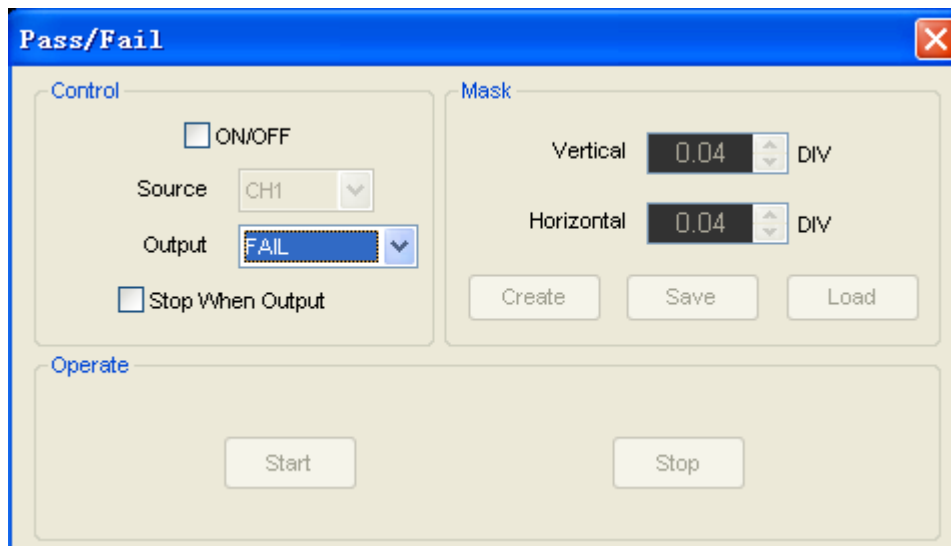 Pass/Fail
Control
ON/OFF
Source CH1
Output FAIL
Stop When Output
Mask
Vertical 0.04 DIV
Horizontal 0.04 DIV
Create Save Load
Operate
Start Stop